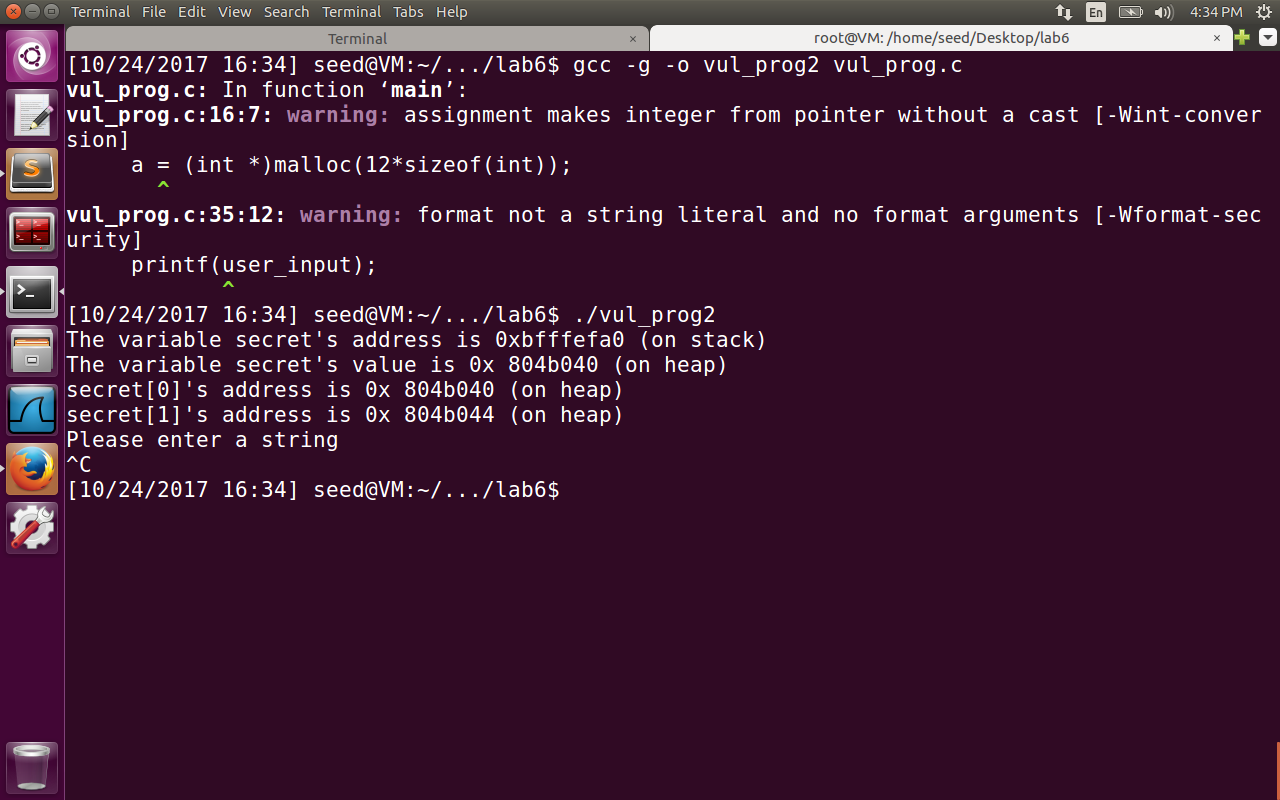 Terminal File Edit View Search Terminal Tabs Help En 4:34 PM
Terminal × root@VM: /home/seed/Desktop/lab6 ×
[10/24/2017 16:34] seed@VM:~/.../lab6$ gcc -g -o vul_prog2 vul_prog.c
vul_prog.c: In function ‘main’:
vul_prog.c:16:7: warning: assignment makes integer from pointer without a cast [-Wint-conver
sion]
     a = (int *)malloc(12*sizeof(int));
       ^
vul_prog.c:35:12: warning: format not a string literal and no format arguments [-Wformat-sec
urity]
     printf(user_input);
            ^
[10/24/2017 16:34] seed@VM:~/.../lab6$ ./vul_prog2
The variable secret's address is 0xbfffefa0 (on stack)
The variable secret's value is 0x 804b040 (on heap)
secret[0]'s address is 0x 804b040 (on heap)
secret[1]'s address is 0x 804b044 (on heap)
Please enter a string
^C
[10/24/2017 16:34] seed@VM:~/.../lab6$